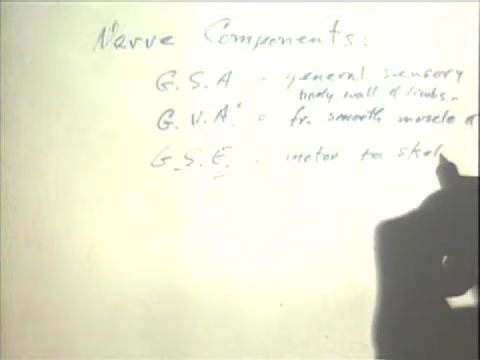 Nerve Components:
G.S.A - general sensory
body wall & limbs.
G.V.A. - fr. smooth muscle &
G.S.E. - motor to skel